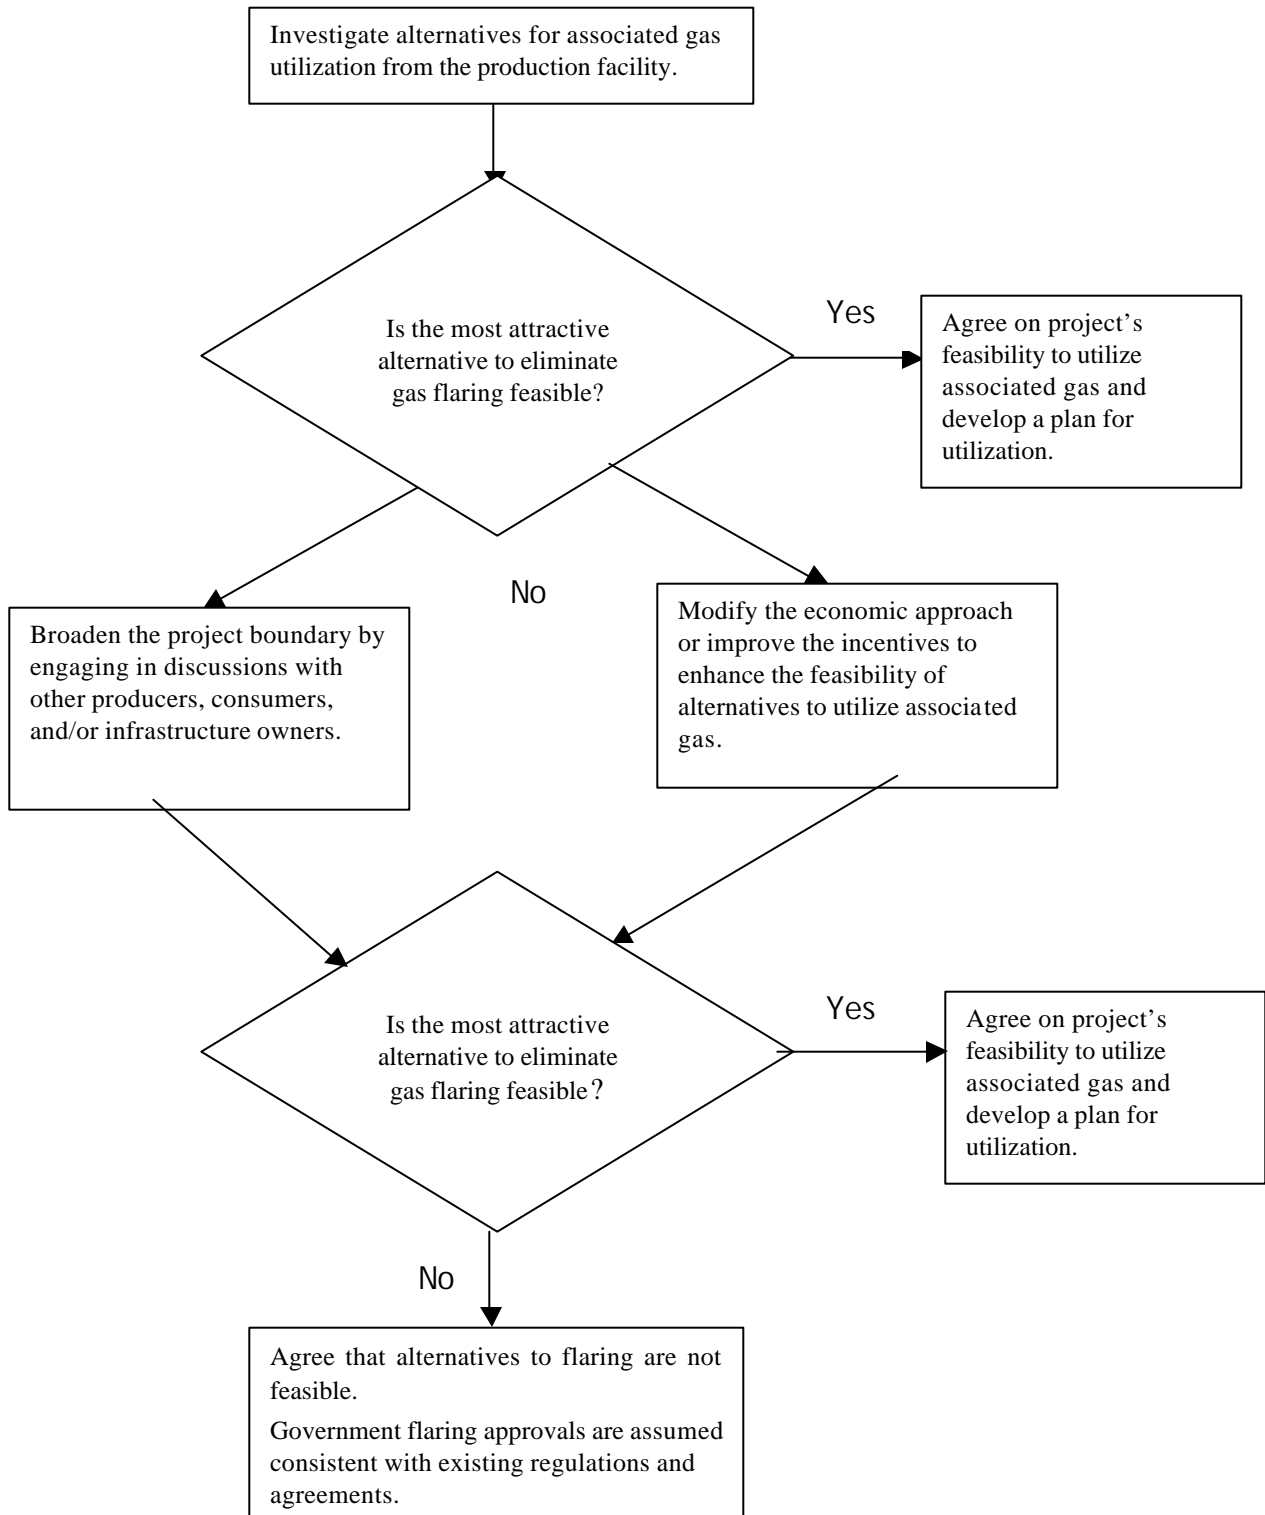 Investigate alternatives for associated gas
utilization from the production facility.
Is the most attractive
alternative to eliminate
gas flaring feasible?
Yes
Agree on project’s
feasibility to utilize
associated gas and
develop a plan for
utilization.
No
Broaden the project boundary by
engaging in discussions with
other producers, consumers,
and/or infrastructure owners.
Modify the economic approach
or improve the incentives to
enhance the feasibility of
alternatives to utilize associated
gas.
Is the most attractive
alternative to eliminate
gas flaring feasible?
Yes
Agree on project’s
feasibility to utilize
associated gas and
develop a plan for
utilization.
No
Agree that alternatives to flaring are not
feasible.
Government flaring approvals are assumed
consistent with existing regulations and
agreements.